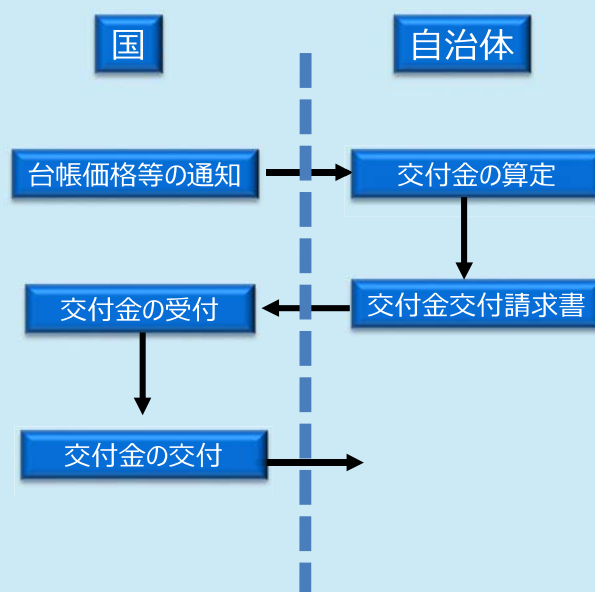 国
自治体
台帳価格等の通知
交付金の算定
交付金の受付
交付金交付請求書
交付金の交付